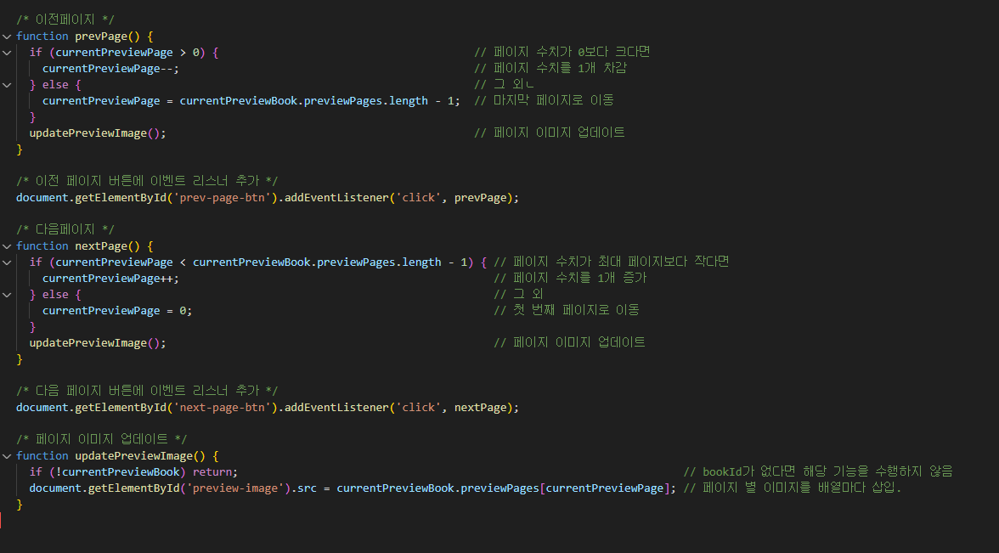 /* 이전페이지 */
function prevPage() {
  if (currentPreviewPage > 0) {                                       // 페이지 수치가 0보다 크다면
    currentPreviewPage--;                                             // 페이지 수치를 1개 차감
  } else {                                                            // 그 외ㄴ
    currentPreviewPage = currentPreviewBook.previewPages.length - 1;  // 마지막 페이지로 이동
  }
  updatePreviewImage();                                               // 페이지 이미지 업데이트
}
/* 이전 페이지 버튼에 이벤트 리스너 추가 */
document.getElementById('prev-page-btn').addEventListener('click', prevPage);
/* 다음페이지 */
function nextPage() {
  if (currentPreviewPage < currentPreviewBook.previewPages.length - 1) { // 페이지 수치가 최대 페이지보다 작다면
    currentPreviewPage++;                                                // 페이지 수치를 1개 증가
  } else {                                                               // 그 외
    currentPreviewPage = 0;                                              // 첫 번째 페이지로 이동
  }
  updatePreviewImage();                                                  // 페이지 이미지 업데이트
}
/* 다음 페이지 버튼에 이벤트 리스너 추가 */
document.getElementById('next-page-btn').addEventListener('click', nextPage);
/* 페이지 이미지 업데이트 */
function updatePreviewImage() {
  if (!currentPreviewBook) return;                                                                    // bookId가 없다면 해당 기능을 수행하지 않음
  document.getElementById('preview-image').src = currentPreviewBook.previewPages[currentPreviewPage]; // 페이지 별 이미지를 배열마다 삽입.
}